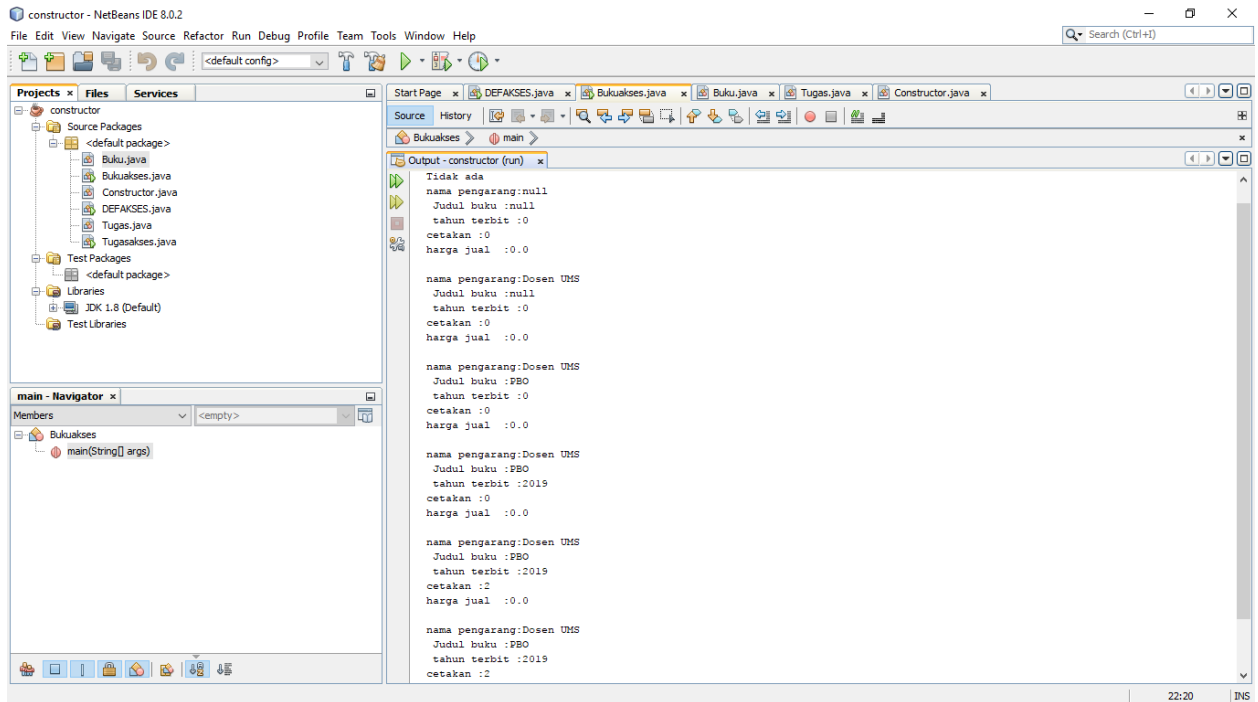 constructor - NetBeans IDE 8.0.2
File Edit View Navigate Source Refactor Run Debug Profile Team Tools Window Help
Search (Ctrl+I)
<default config>
Projects Files Services
constructor
Source Packages
<default package>
Buku.java
Bukuakses.java
Constructor.java
DEFAKSES.java
Tugas.java
Tugasakses.java
Test Packages
<default package>
Libraries
JDK 1.8 (Default)
Test Libraries
main - Navigator
Members <empty>
Bukuakses
main(String[] args)
Start Page DEFAKSES.java Bukuakses.java Buku.java Tugas.java Constructor.java
Source History
Bukuakses main
Output - constructor (run)
Tidak ada
nama pengarang:null
Judul buku :null
tahun terbit :0
cetakan :0
harga jual :0.0
nama pengarang:Dosen UMS
Judul buku :null
tahun terbit :0
cetakan :0
harga jual :0.0
nama pengarang:Dosen UMS
Judul buku :PBO
tahun terbit :0
cetakan :0
harga jual :0.0
nama pengarang:Dosen UMS
Judul buku :PBO
tahun terbit :2019
cetakan :0
harga jual :0.0
nama pengarang:Dosen UMS
Judul buku :PBO
tahun terbit :2019
cetakan :2
harga jual :0.0
nama pengarang:Dosen UMS
Judul buku :PBO
tahun terbit :2019
cetakan :2
22:20 INS